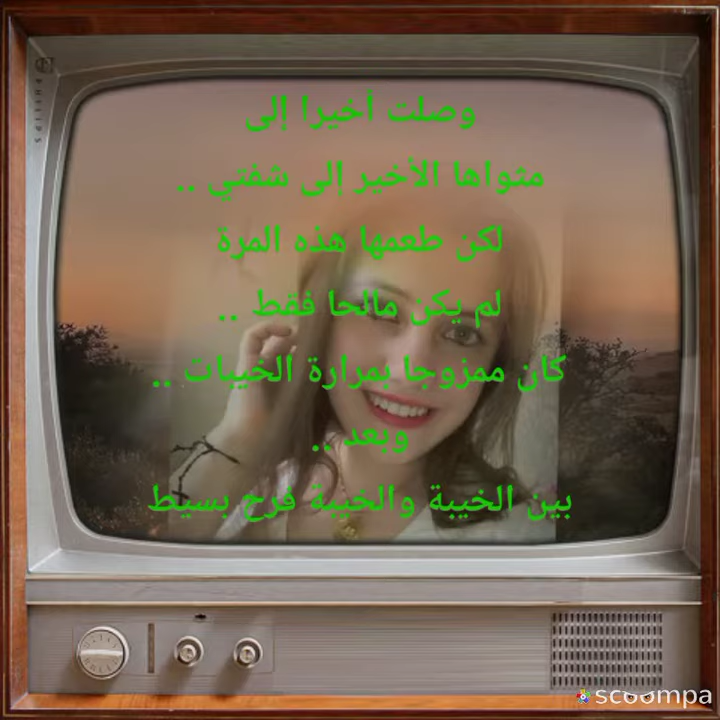 وصلت أخيرا إلى
مثواها الأخير إلى شفتي ..
لكن طعمها هذه المرة
لم يكن مالحا فقط ..
كان ممزوجا بمرارة الخيبات ..
وبعد ..
بين الخيبة والخيبة فرح بسيط
PHILIPS
scoompa